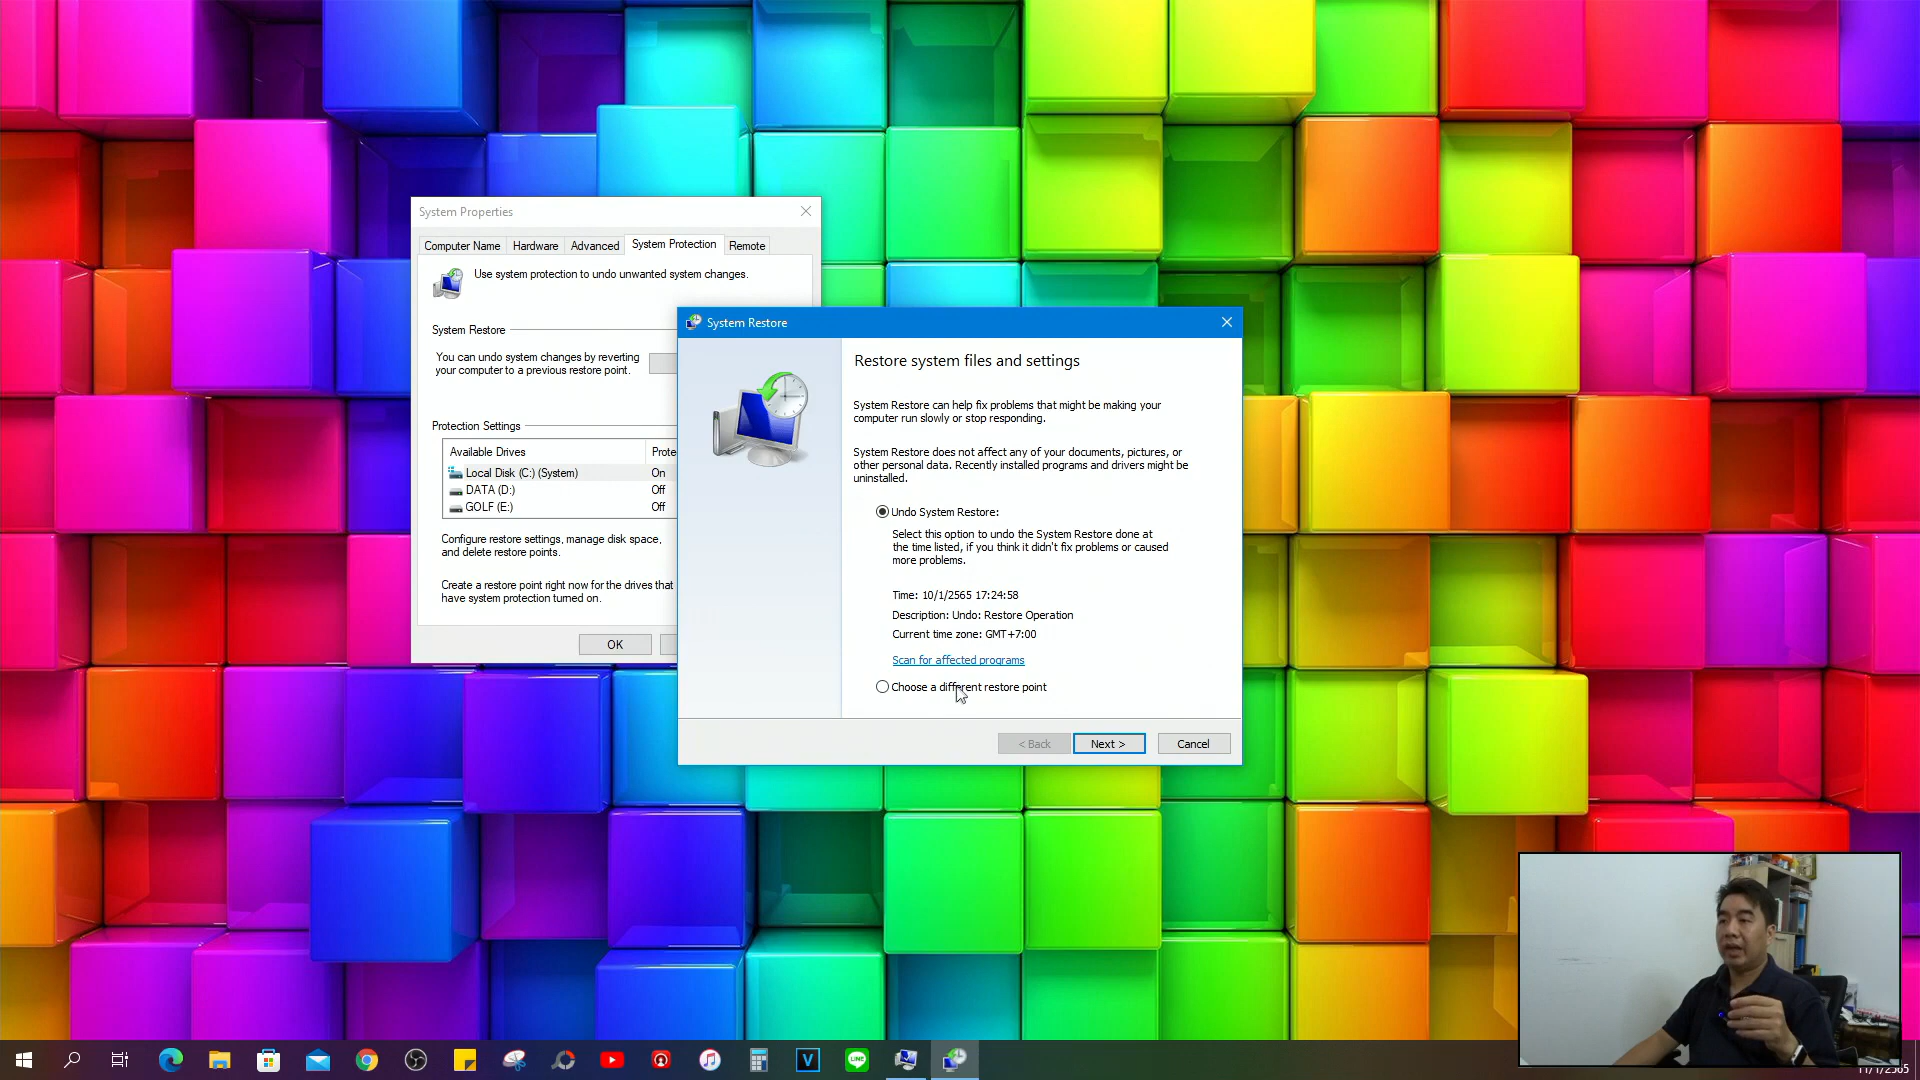 System Properties
Computer Name
Hardware
Advanced
System Protection
Remote
Use system protection to undo unwanted system changes.
System Restore
You can undo system changes by reverting
your computer to a previous restore point.
Protection Settings
Available Drives
Prote
Local Disk (C:) (System)
On
DATA (D:)
Off
GOLF (E:)
Off
Configure restore settings, manage disk space,
and delete restore points.
Create a restore point right now for the drives that
have system protection turned on.
OK
System Restore
Restore system files and settings
System Restore can help fix problems that might be making your
computer run slowly or stop responding.
System Restore does not affect any of your documents, pictures, or
other personal data. Recently installed programs and drivers might be
uninstalled.
Undo System Restore:
Select this option to undo the System Restore done at
the time listed, if you think it didn't fix problems or caused
more problems.
Time: 10/1/2565 17:24:58
Description: Undo: Restore Operation
Current time zone: GMT+7:00
Scan for affected programs
Choose a different restore point
< Back
Next >
Cancel
V
LINE
11/1/2565